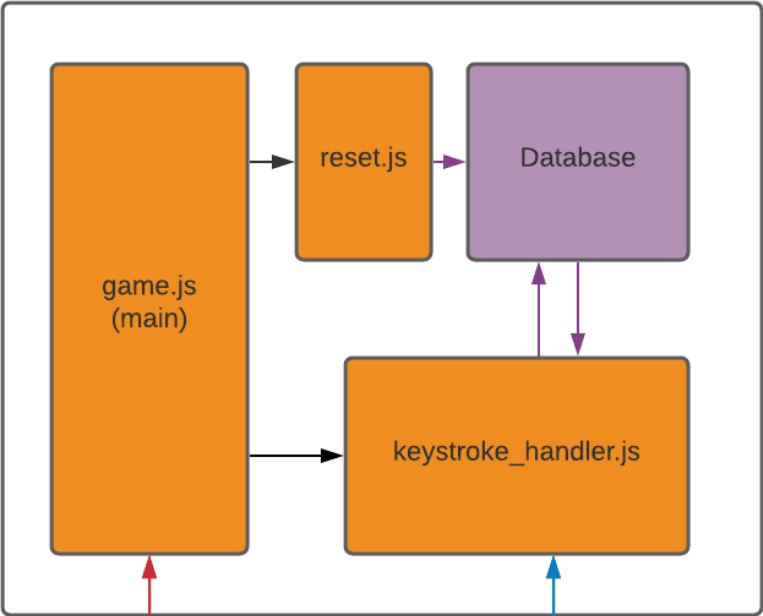 reset.js
Database
game.js
(main)
keystroke_handler.js